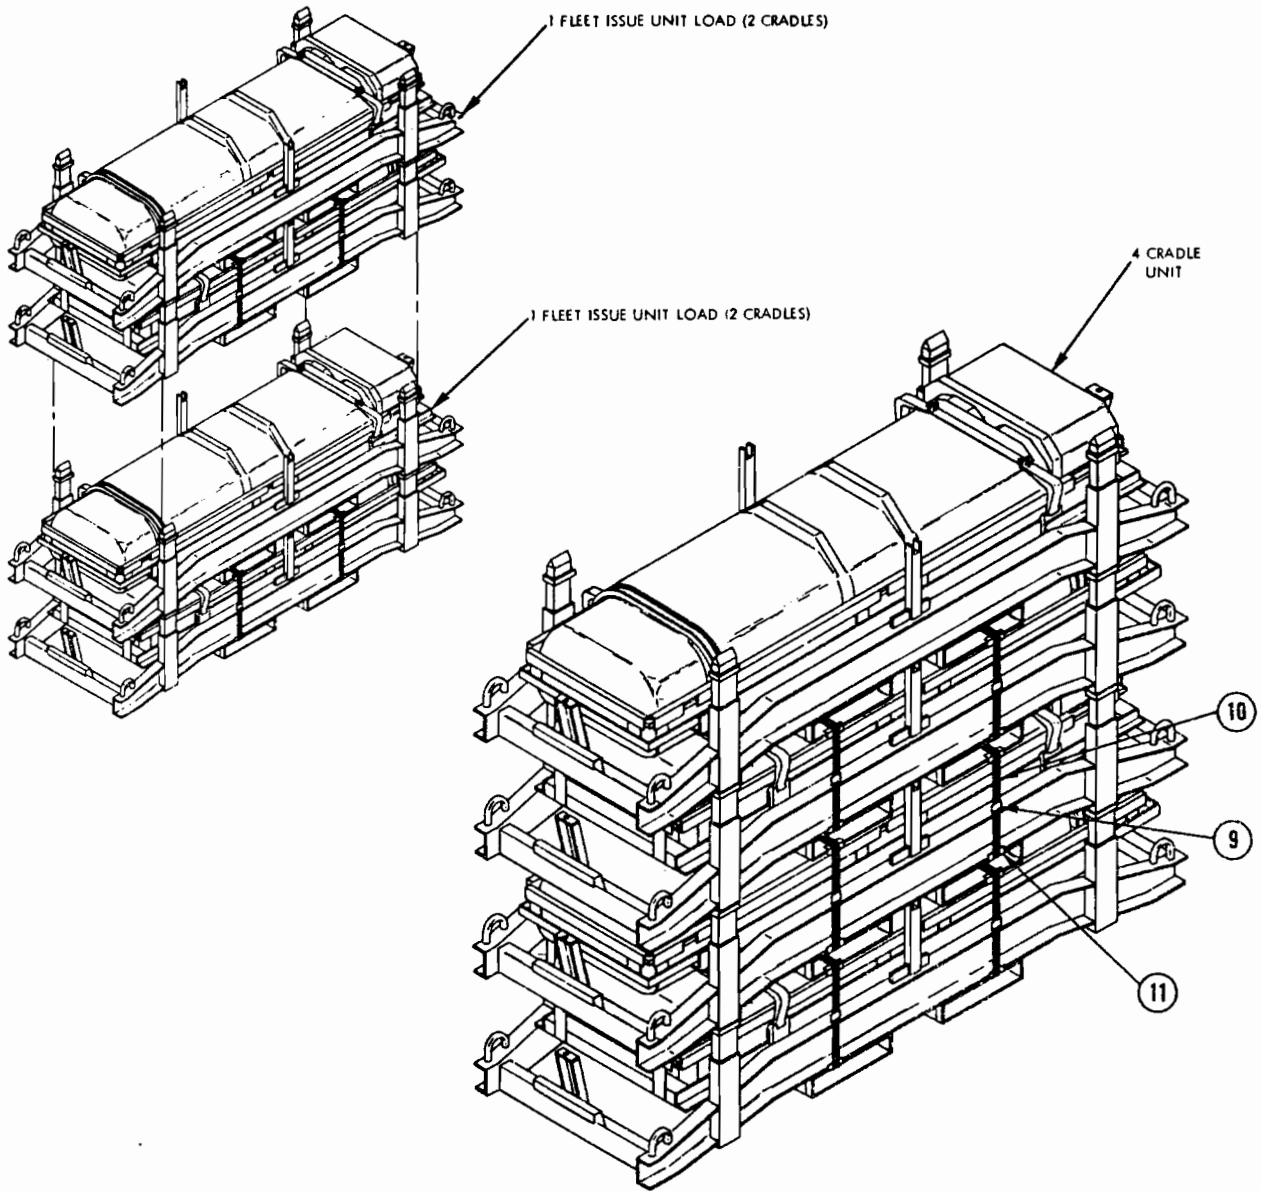 1 FLEET ISSUE UNIT LOAD (2 CRADLES)
4 CRADLE
UNIT
1 FLEET ISSUE UNIT LOAD (2 CRADLES)
10
9
11